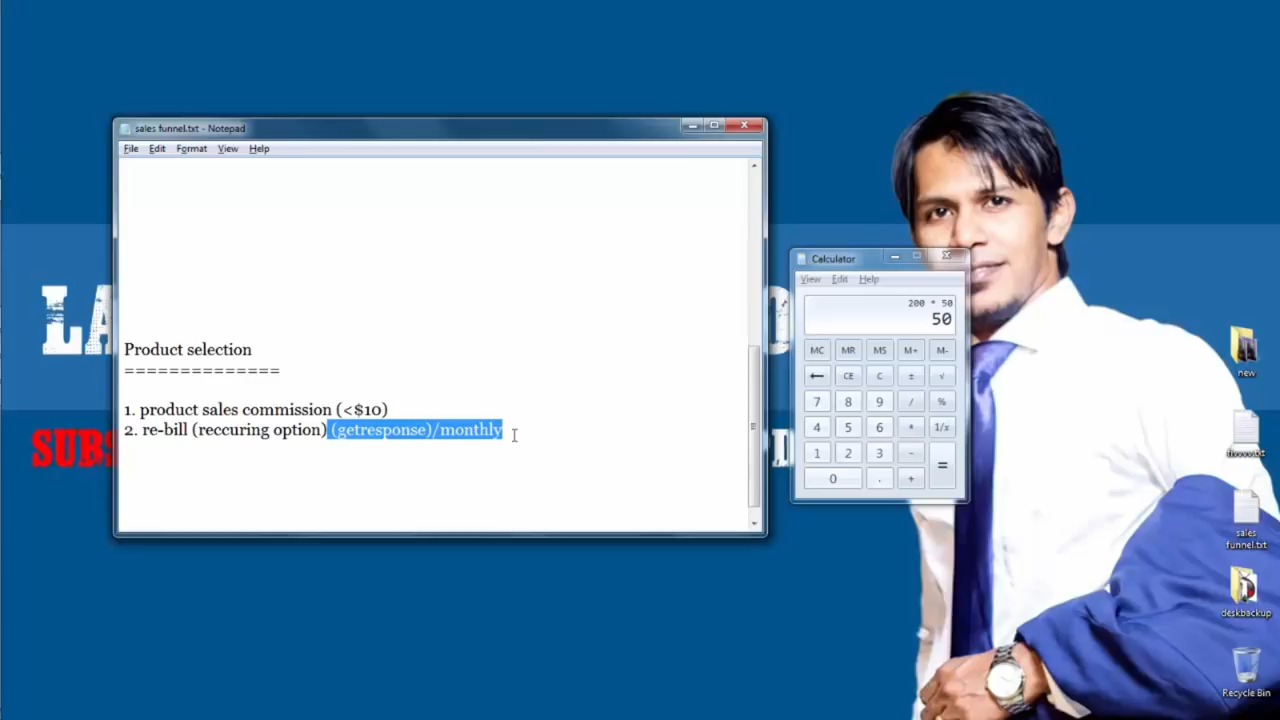 sales funnel.txt - Notepad
File Edit Format View Help
Product selection
==============
1. product sales commission (<$10)
2. re-bill (reccuring option) (getresponse)/monthly
Calculator
View Edit Help
200 * 50
50
MC MR MS M+ M-
← CE C ± √
7 8 9 / %
4 5 6 * 1/x
1 2 3 - =
0 . +
LA
SUBS
new
sales
funnel.txt
deskbackup
Recycle Bin